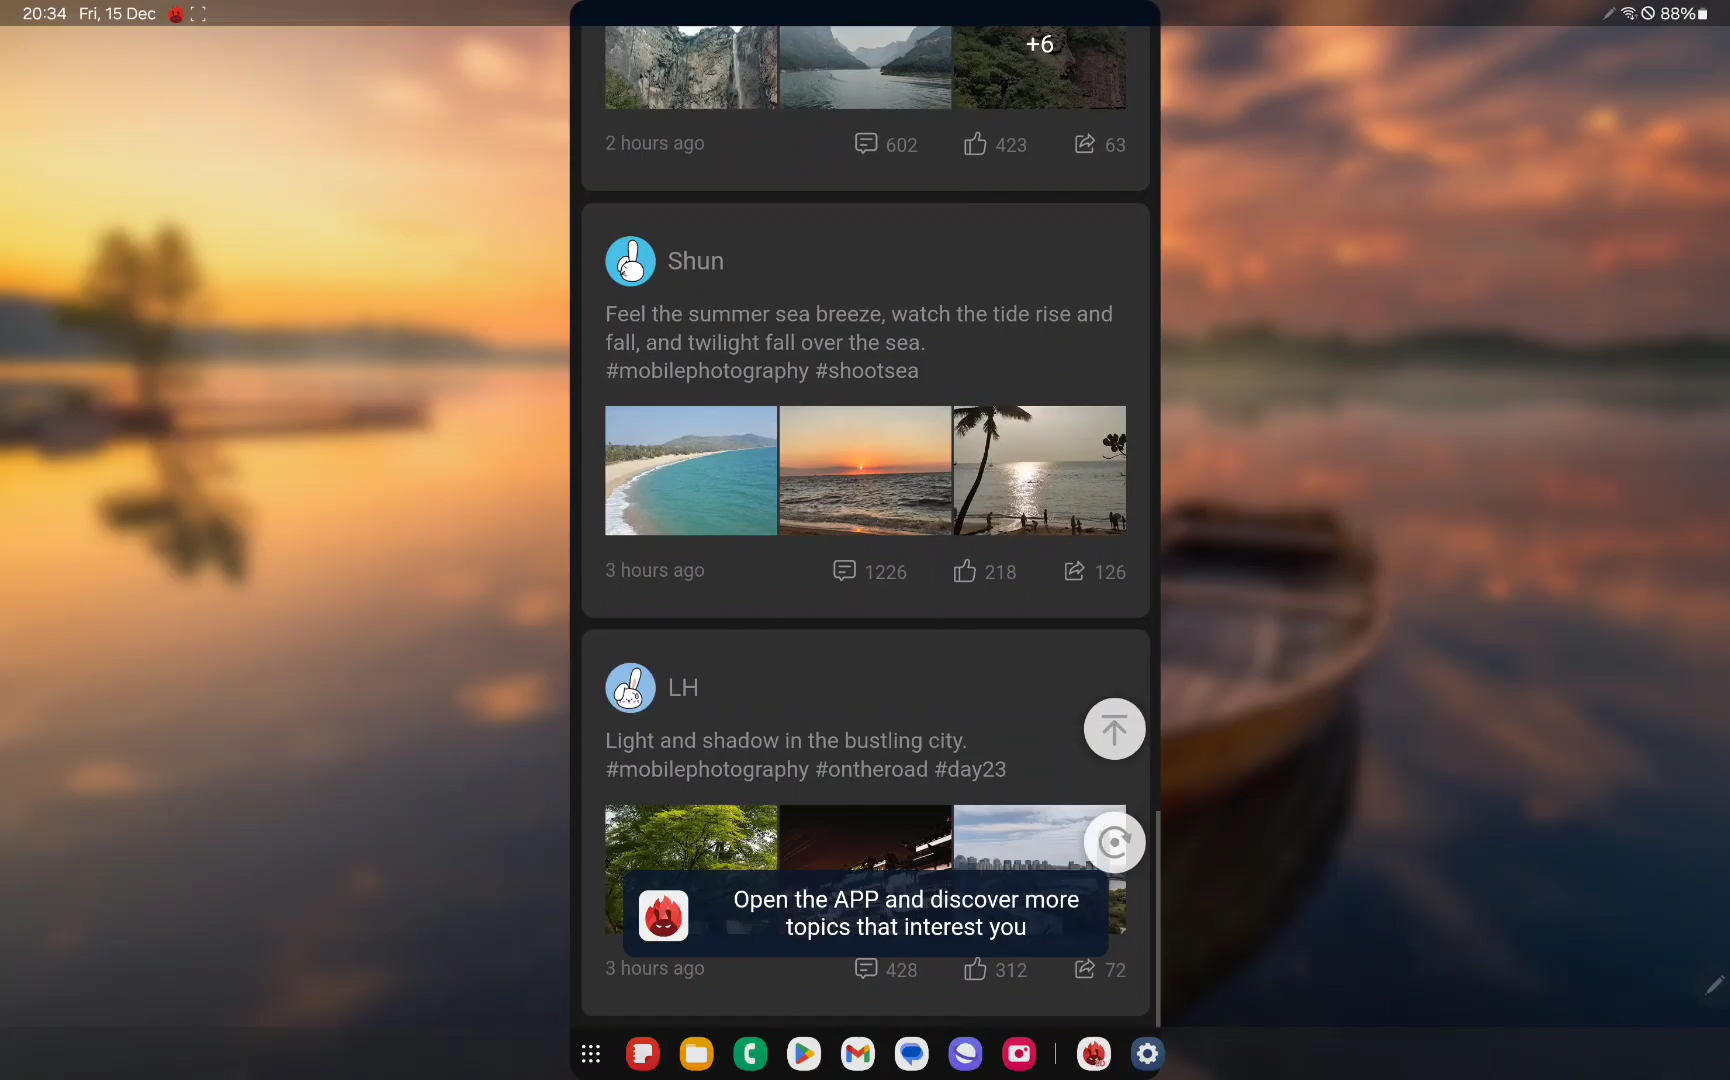 20:34 Fri, 15 Dec
88%
+6
2 hours ago 602 423 63
Shun
Feel the summer sea breeze, watch the tide rise and
fall, and twilight fall over the sea.
#mobilephotography #shootsea
3 hours ago 1226 218 126
LH
Light and shadow in the bustling city.
#mobilephotography #ontheroad #day23
Open the APP and discover more
topics that interest you
3 hours ago 428 312 72